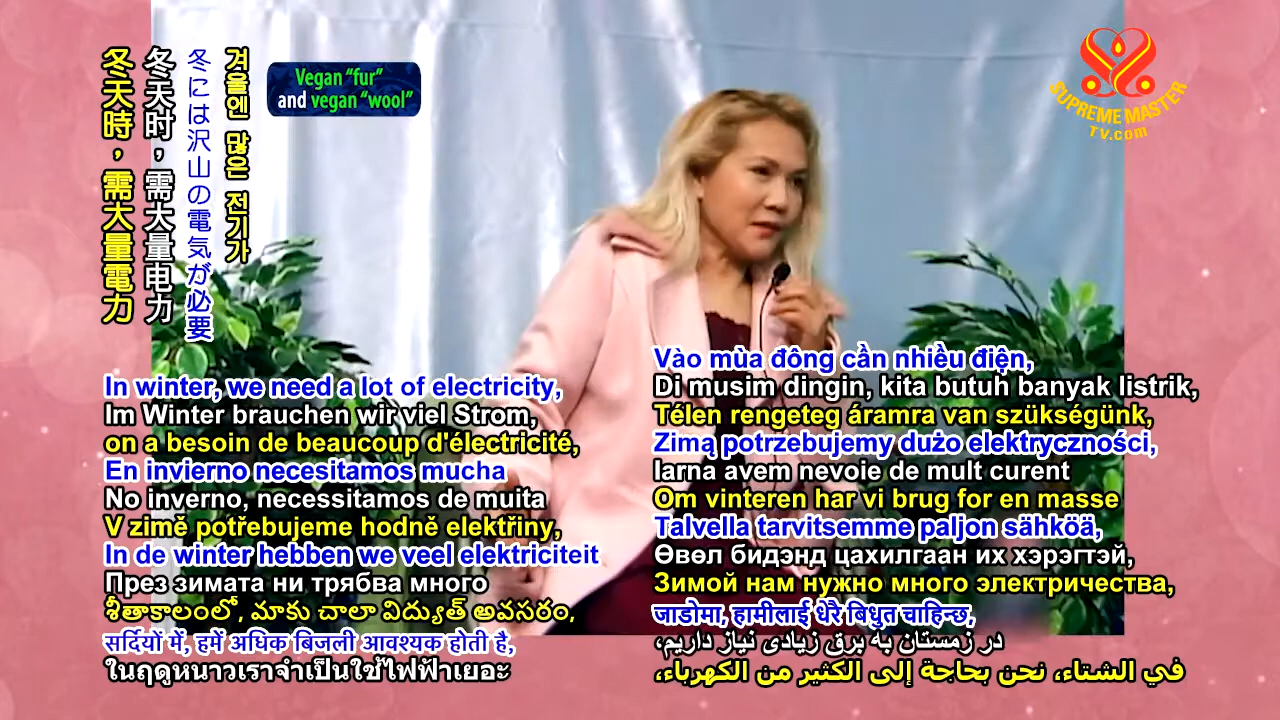 冬天時，需大量電力
冬天时，需大量电力
冬には沢山の電気が必要
겨울엔 많은 전기가
Vegan “fur”
and vegan “wool”
SUPREME MASTER
TV.com
In winter, we need a lot of electricity,
Im Winter brauchen wir viel Strom,
on a besoin de beaucoup d'électricité,
En invierno necesitamos mucha
No inverno, necessitamos de muita
V zimě potřebujeme hodně elektřiny,
In de winter hebben we veel elektriciteit
През зимата ни трябва много
శీతాకాలంలో, మాకు చాలా విద్యుత్ అవసరం,
सर्दियों में, हमें अधिक बिजली आवश्यक होती है,
ในฤดูหนาวเราจำเป็นใช้ไฟฟ้าเยอะ
Vào mùa đông cần nhiều điện,
Di musim dingin, kita butuh banyak listrik,
Télen rengeteg áramra van szükségünk,
Zimą potrzebujemy dużo elektryczności,
Iarna avem nevoie de mult curent
Om vinteren har vi brug for en masse
Talvella tarvitsemme paljon sähköä,
Өвөл бидэнд цахилгаан их хэрэгтэй,
Зимой нам нужно много электричества,
जाडोमा, हामीलाई धेरै बिधुत चाहिन्छ,
در زمستان به برق زیادی نیاز داریم،
في الشتاء، نحن بحاجة إلى الكثير من الكهرباء،